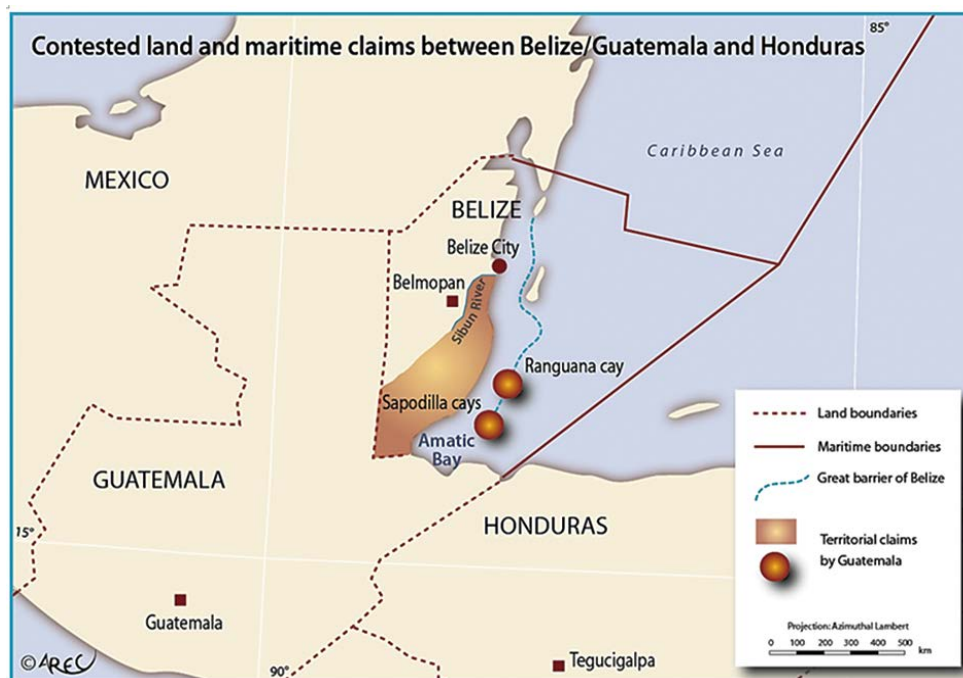 Contested land and maritime claims between Belize/Guatemala and Honduras
85°
Caribbean Sea
MEXICO
BELIZE
Belize City
Belmopan
Sibun River
Ranguana cay
Sapodilla cays
Amatic
Bay
GUATEMALA
HONDURAS
15°
Guatemala
90°
Tegucigalpa
Land boundaries
Maritime boundaries
Great barrier of Belize
Territorial claims
by Guatemala
Projection: Azimuthal Lambert
0 100 200 300 400 500
km
© AREC